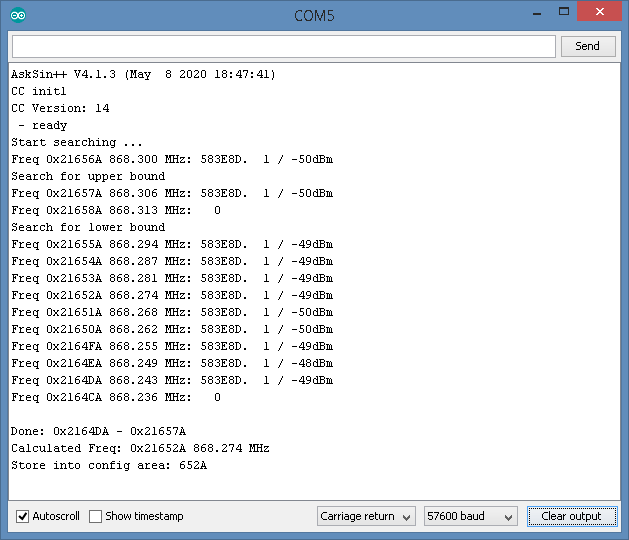 COM5
Send
AskSin++ V4.1.3 (May  8 2020 18:47:41)
CC init1
CC Version: 14
 - ready
Start searching ...
Freq 0x21656A 868.300 MHz: 583E8D.  1 / -50dBm
Search for upper bound
Freq 0x21657A 868.306 MHz: 583E8D.  1 / -50dBm
Freq 0x21658A 868.313 MHz:   0
Search for lower bound
Freq 0x21655A 868.294 MHz: 583E8D.  1 / -49dBm
Freq 0x21654A 868.287 MHz: 583E8D.  1 / -49dBm
Freq 0x21653A 868.281 MHz: 583E8D.  1 / -49dBm
Freq 0x21652A 868.274 MHz: 583E8D.  1 / -49dBm
Freq 0x21651A 868.268 MHz: 583E8D.  1 / -50dBm
Freq 0x21650A 868.262 MHz: 583E8D.  1 / -50dBm
Freq 0x2164FA 868.255 MHz: 583E8D.  1 / -49dBm
Freq 0x2164EA 868.249 MHz: 583E8D.  1 / -48dBm
Freq 0x2164DA 868.243 MHz: 583E8D.  1 / -49dBm
Freq 0x2164CA 868.236 MHz:   0
Done: 0x2164DA - 0x21657A
Calculated Freq: 0x21652A 868.274 MHz
Store into config area: 652A
Autoscroll Show timestamp Carriage return 57600 baud Clear output